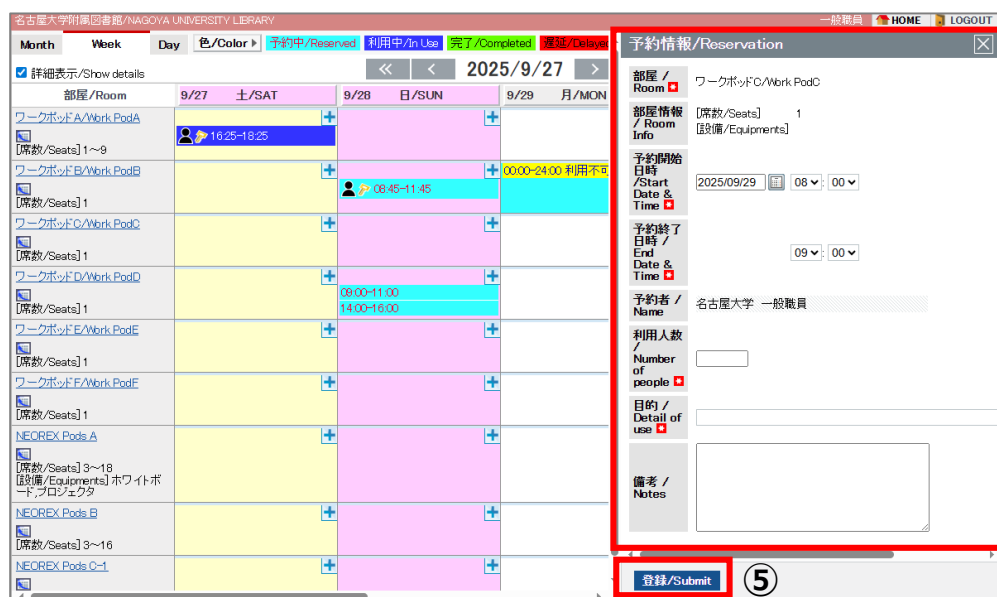 名古屋大学附属図書館/NAGOYA UNIVERSITY LIBRARY
一般職員 HOME LOGOUT
Month Week Day 色/Color 予約中/Reserved 利用中/In Use 完了/Completed 遅延/Delayed
詳細表示/Show details
2025/9/27
部屋/Room 9/27 土/SAT 9/28 日/SUN 9/29 月/MON
ワークポッドA/Work PodA
16:25-18:25
[席数/Seats] 1~9
ワークポッドB/Work PodB
00:00-24:00 利用不可
08:45-11:45
[席数/Seats] 1
ワークポッドC/Work PodC
[席数/Seats] 1
ワークポッドD/Work PodD
09:00-11:00
14:00-16:00
[席数/Seats] 1
ワークポッドE/Work PodE
[席数/Seats] 1
ワークポッドF/Work PodF
[席数/Seats] 1
NEOREX Pods A
[席数/Seats] 3~18
[設備/Equipments] ホワイトボ
ード,プロジェクタ
NEOREX Pods B
[席数/Seats] 3~16
NEOREX Pods C-1
予約情報/Reservation
部屋 /
Room
ワークポッドC/Work PodC
部屋情報
/ Room
Info
[席数/Seats] 1
[設備/Equipments]
予約開始
日時
/Start
Date &
Time
2025/09/29 08 : 00
予約終了
日時 /
End
Date &
Time
09 : 00
予約者 /
Name
名古屋大学 一般職員
利用人数
/
Number
of
people
目的 /
Detail of
use
備考 /
Notes
登録/Submit
⑤